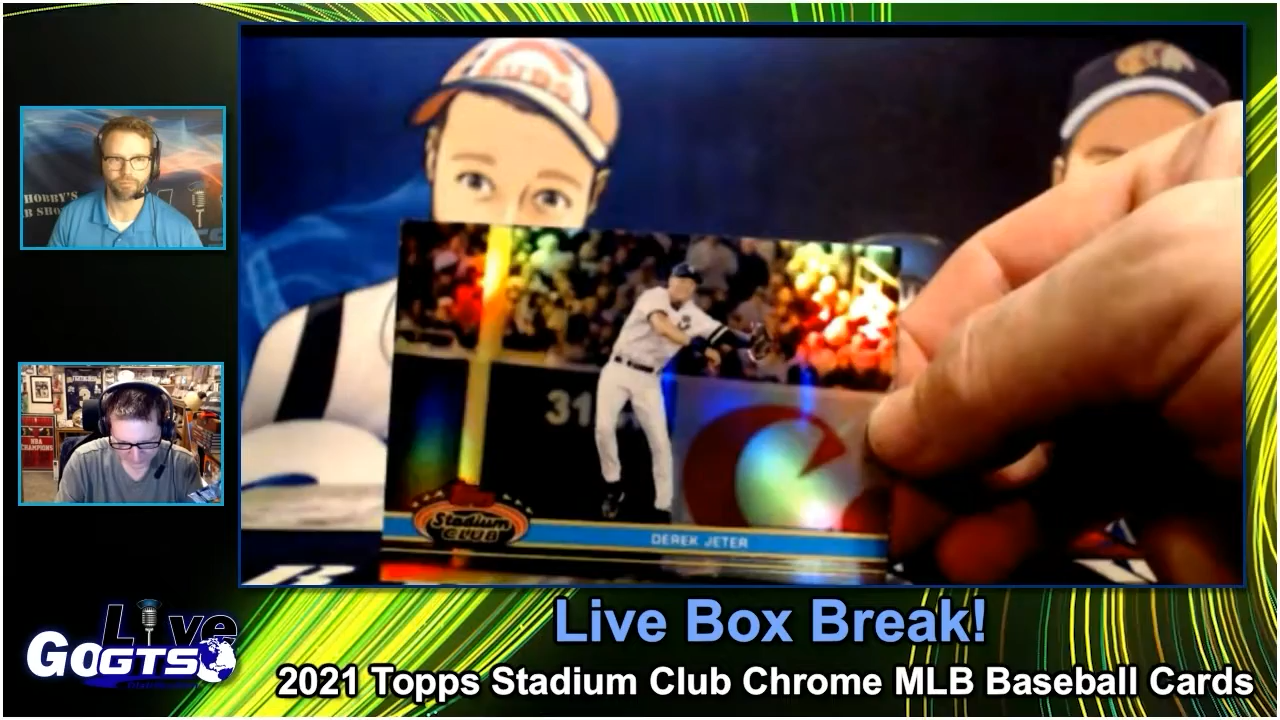 HOBBY'S
NBA
CHAMPIONS
31
Stadium
CLUB
DEREK JETER
Live
GoGTS
Live Box Break!
2021 Topps Stadium Club Chrome MLB Baseball Cards